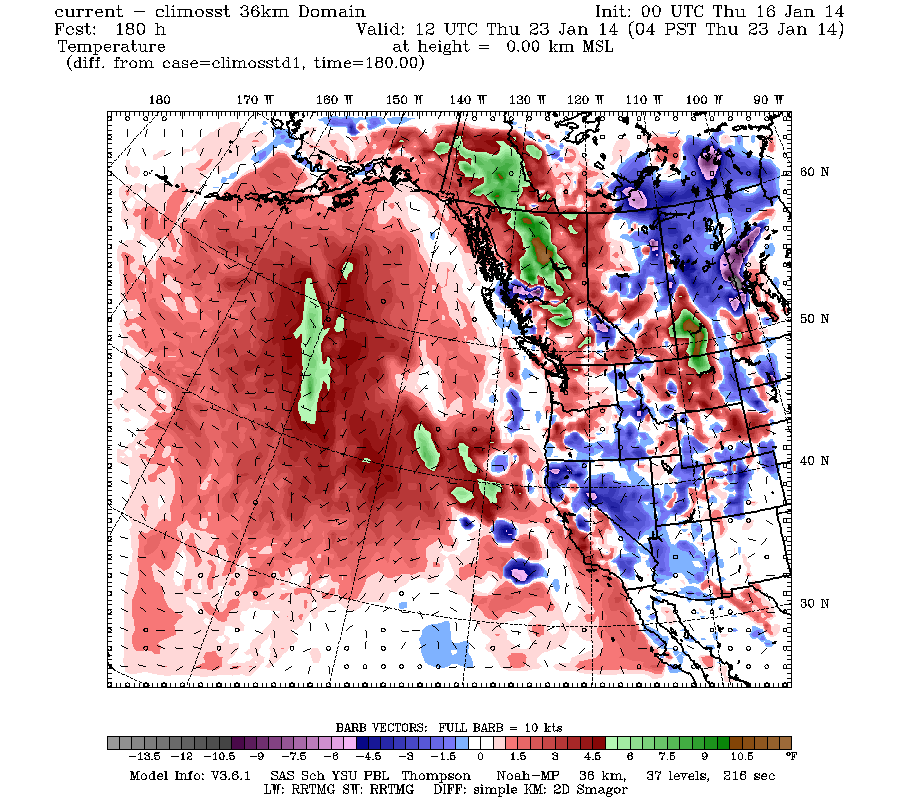 current − climosst 36km Domain Init: 00 UTC Thu 16 Jan 14
Fcst: 180 h Valid: 12 UTC Thu 23 Jan 14 (04 PST Thu 23 Jan 14)
Temperature at height = 0.00 km MSL
(diff. from case=climosstd1, time=180.00)
180 170 W 160 W 150 W 140 W 130 W 120 W 110 W 100 W 90 W
60 N
50 N
40 N
30 N
BARB VECTORS: FULL BARB = 10 kts
−13.5 −12 −10.5 −9 −7.5 −6 −4.5 −3 −1.5 0 1.5 3 4.5 6 7.5 9 10.5 °F
Model Info: V3.6.1 SAS Sch YSU PBL Thompson Noah−MP 36 km, 37 levels, 216 sec
LW: RRTMG SW: RRTMG DIFF: simple KM: 2D Smagor